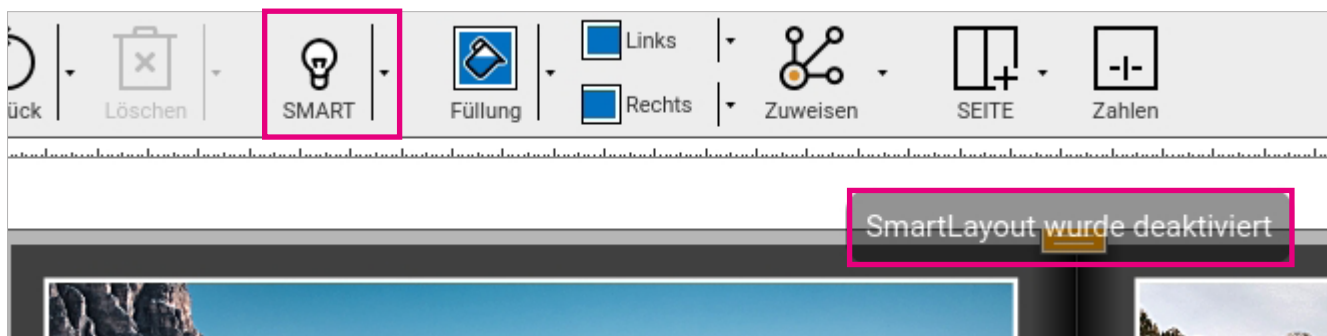 ück
Löschen
SMART
Füllung
Links
Rechts
Zuweisen
SEITE
Zahlen
SmartLayout wurde deaktiviert